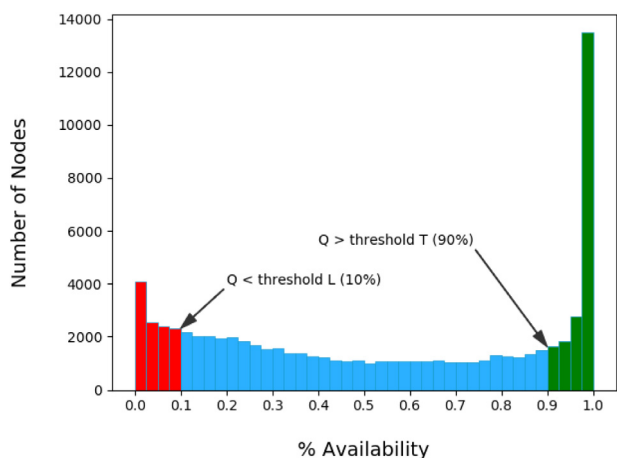 14000
12000
10000
8000
6000
4000
2000
0
Number of Nodes
Q > threshold T (90%)
Q < threshold L (10%)
0.0 0.1 0.2 0.3 0.4 0.5 0.6 0.7 0.8 0.9 1.0
% Availability